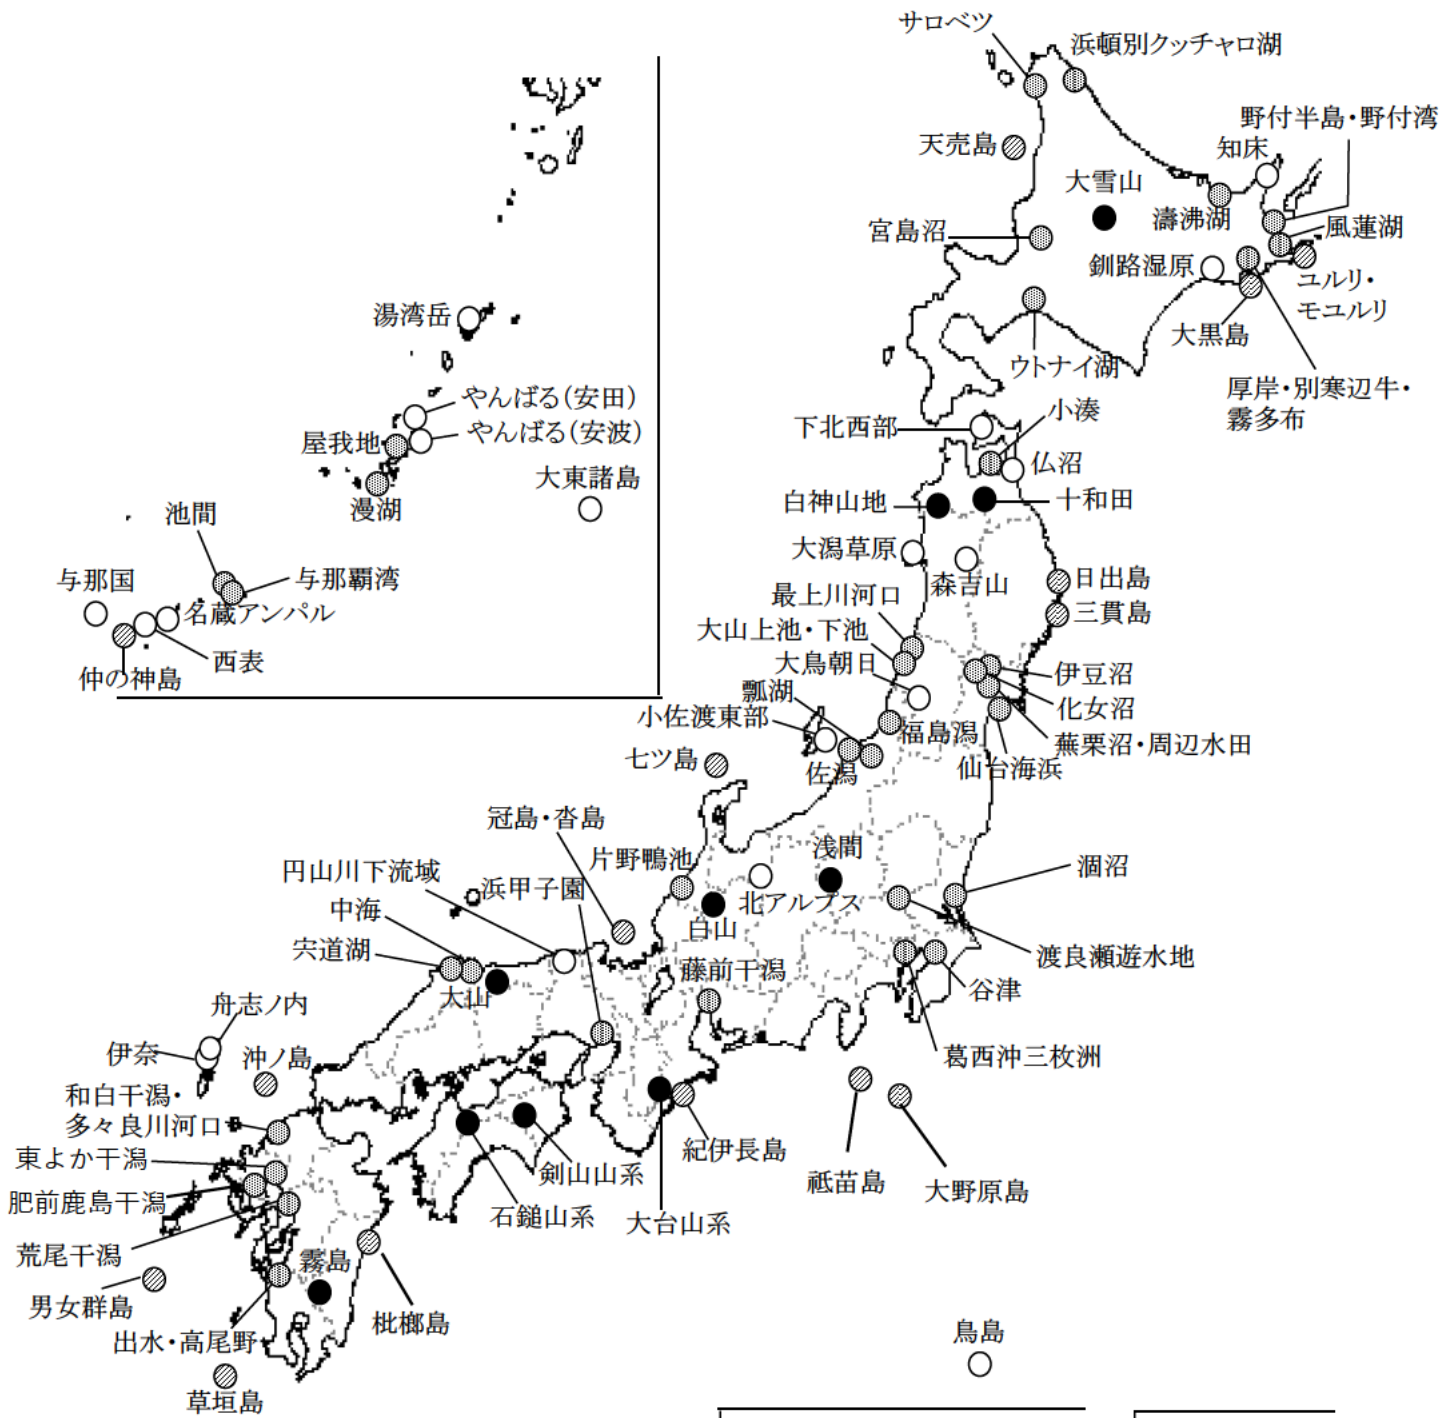 サロベツ
浜頓別クッチャロ湖
野付半島・野付湾
天売島
知床
大雪山
濤沸湖
宮島沼
風蓮湖
釧路湿原
ユルリ・
モユルリ
大黒島
ウトナイ湖
厚岸・別寒辺牛・
霧多布
湯湾岳
やんばる(安田)
やんばる(安波)
屋我地
大東諸島
漫湖
池間
与那国
与那覇湾
名蔵アンパル
西表
仲の神島
下北西部
小湊
仏沼
白神山地
十和田
大潟草原
森吉山
日出島
最上川河口
三貫島
大山上池・下池
大鳥朝日
伊豆沼
瓢湖
化女沼
小佐渡東部
福島潟
蕪栗沼・周辺水田
七ツ島
佐潟
仙台海浜
冠島・沓島
浅間
円山川下流域
片野鴨池
涸沼
浜甲子園
北アルプス
中海
白山
宍道湖
渡良瀬遊水地
藤前干潟
大山
谷津
舟志ノ内
伊奈
沖ノ島
葛西沖三枚洲
和白干潟・
多々良川河口
紀伊長島
東よか干潟
剣山山系
祗苗島
大野原島
肥前鹿島干潟
石鎚山系
大台山系
荒尾干潟
霧島
男女群島
枇榔島
出水・高尾野
鳥島
草垣島